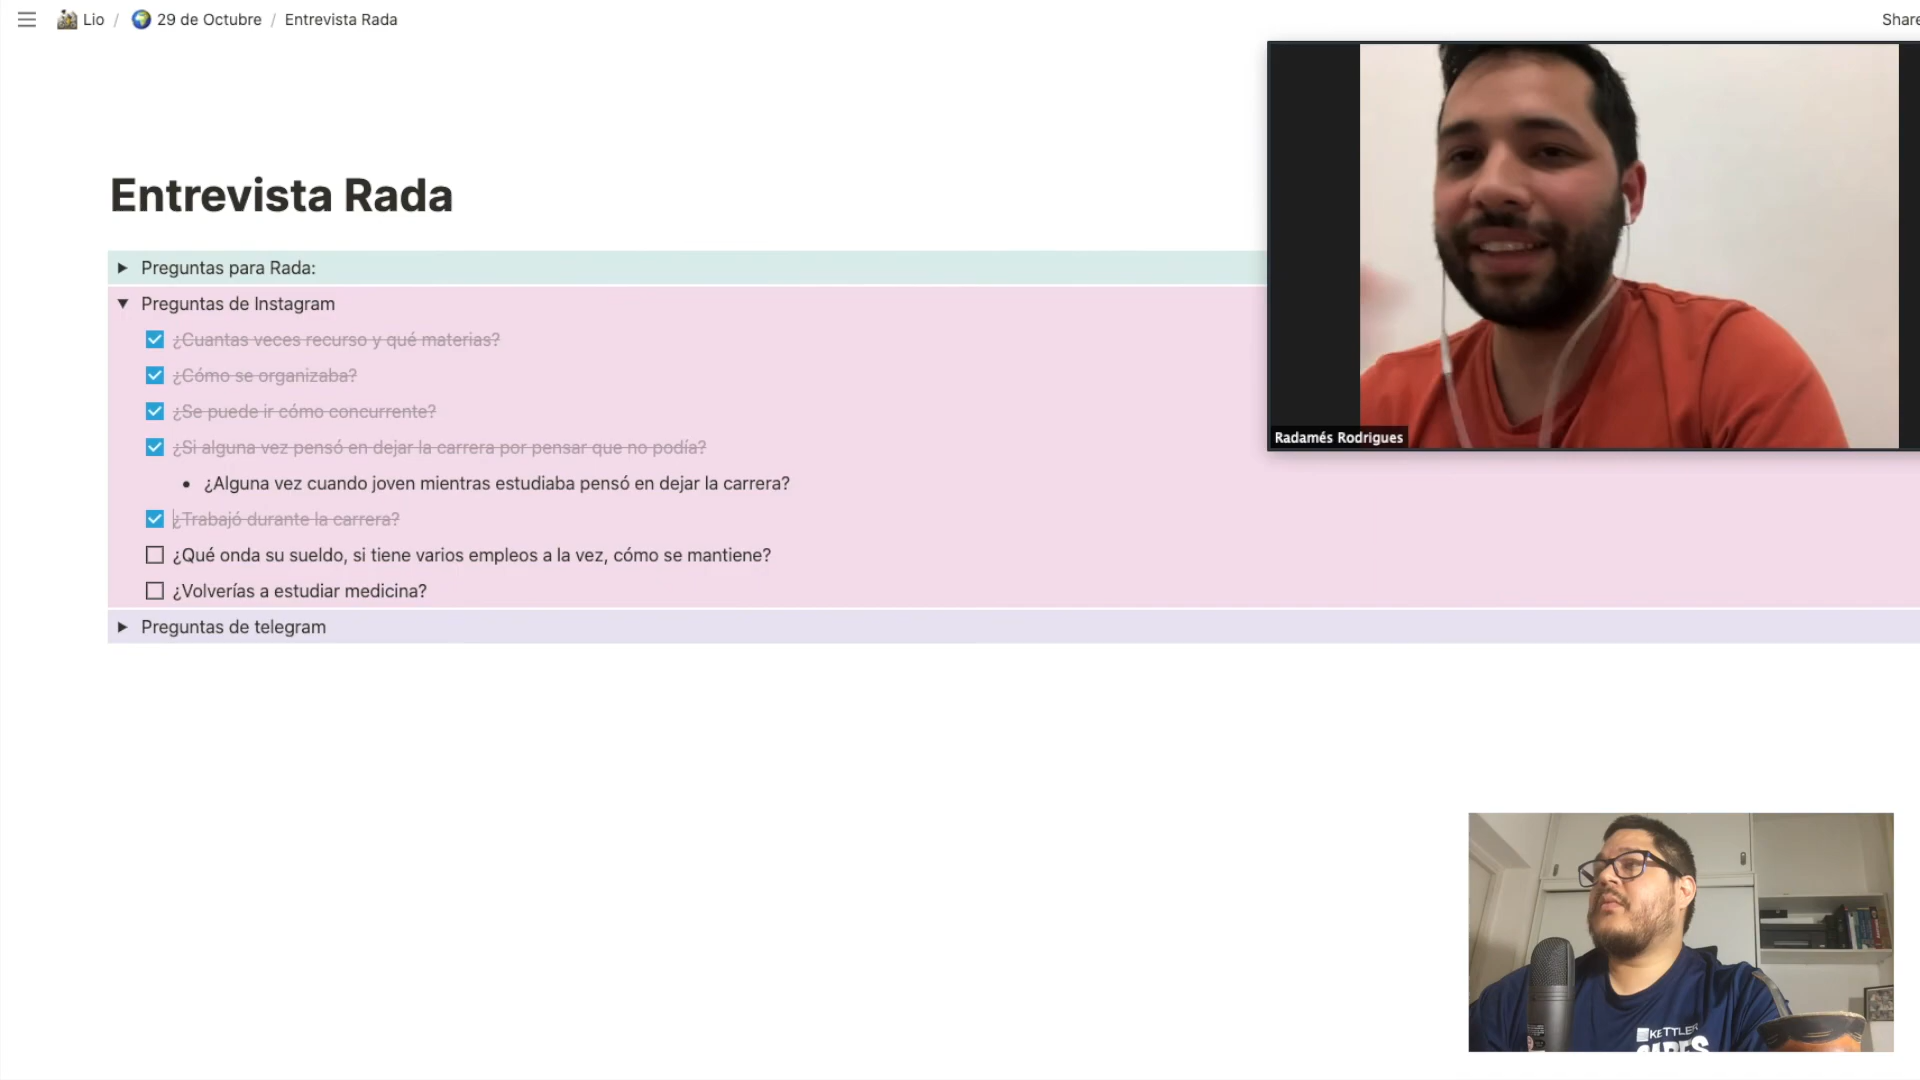 Lio / 29 de Octubre / Entrevista Rada
Share
Entrevista Rada
Preguntas para Rada:
Preguntas de Instagram
¿Cuantas veces recurso y qué materias?
¿Cómo se organizaba?
¿Se puede ir cómo concurrente?
¿Si alguna vez pensó en dejar la carrera por pensar que no podía?
¿Alguna vez cuando joven mientras estudiaba pensó en dejar la carrera?
¿Trabajó durante la carrera?
¿Qué onda su sueldo, si tiene varios empleos a la vez, cómo se mantiene?
¿Volverías a estudiar medicina?
Preguntas de telegram
Radamés Rodrigues
KETTLER